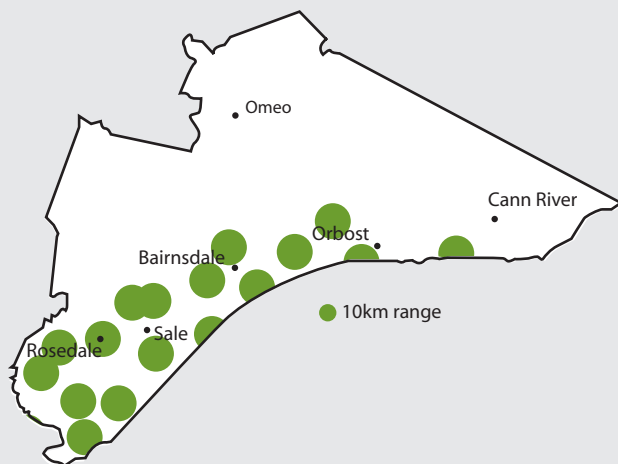 Omeo
Cann River
Orbost
Bairnsdale
10km range
Sale
Rosedale